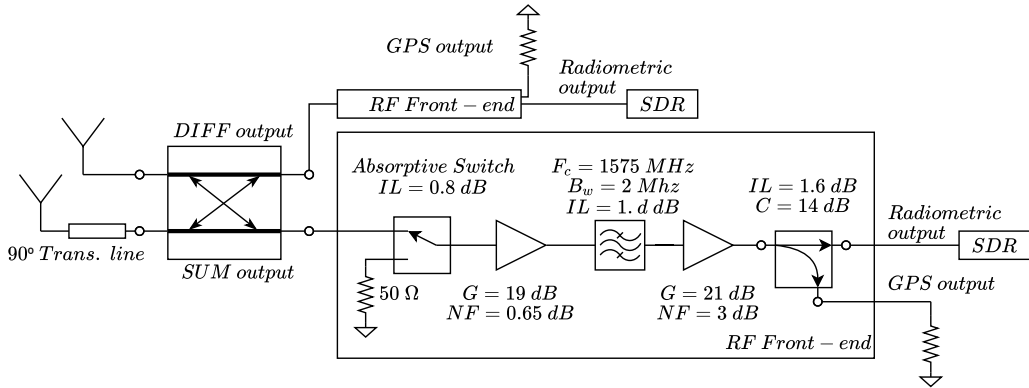 GPS output
Radiometric
output
RF Front − end
SDR
DIFF output
Absorptive Switch
IL = 0.8 dB
F_c = 1575 MHz
B_w = 2 Mhz
IL = 1. d dB
IL = 1.6 dB
C = 14 dB
Radiometric
output
SDR
90° Trans. line
SUM output
50 Ω
G = 19 dB
NF = 0.65 dB
G = 21 dB
NF = 3 dB
GPS output
RF Front − end